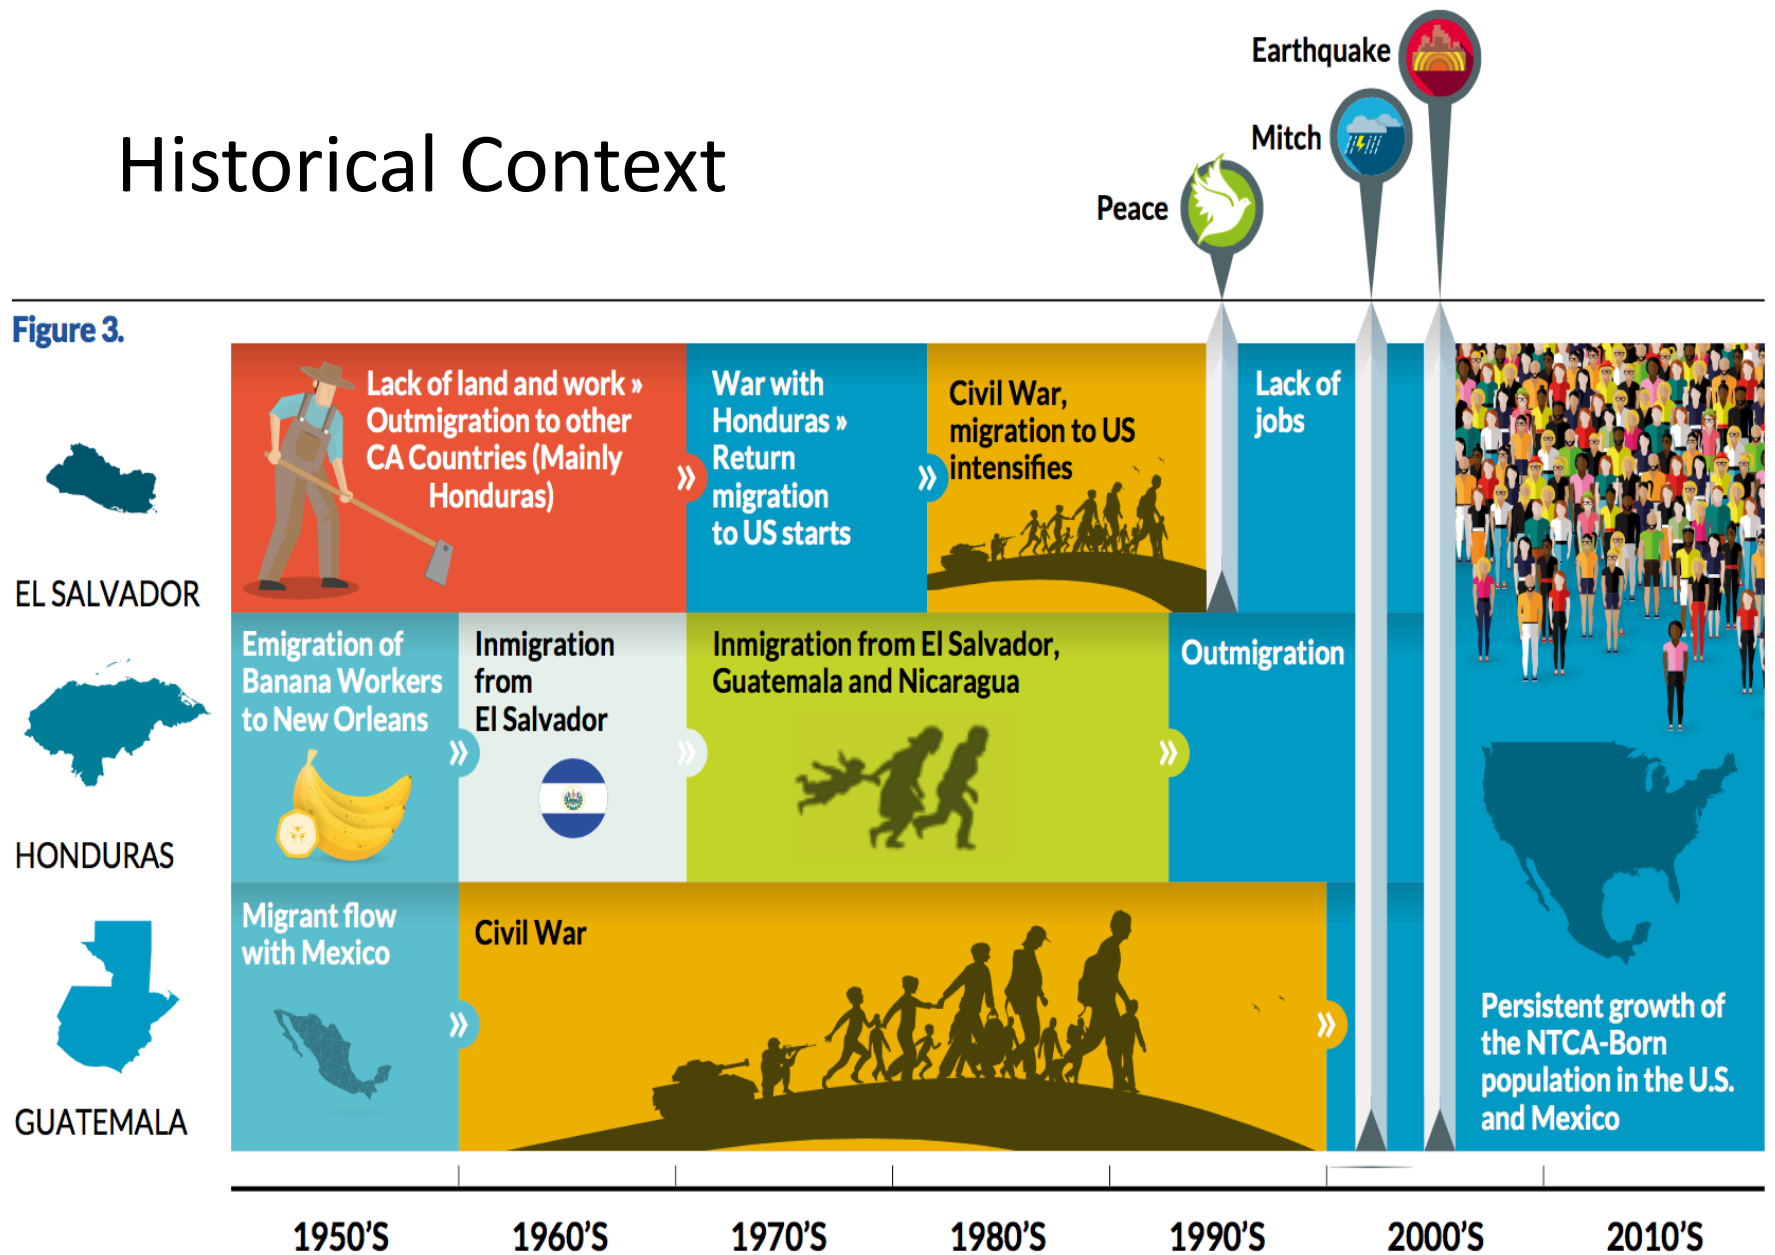 Earthquake
Mitch
Historical Context
Peace
Figure 3.
EL SALVADOR
Lack of land and work »
Outmigration to other
CA Countries (Mainly
Honduras)
»
War with
Honduras »
Return
migration
to US starts
»
Civil War,
migration to US
intensifies
Lack of
jobs
HONDURAS
Emigration of
Banana Workers
to New Orleans
»
Inmigration
from
El Salvador
»
Inmigration from El Salvador,
Guatemala and Nicaragua
»
Outmigration
GUATEMALA
Migrant flow
with Mexico
»
Civil War
»
Persistent growth of
the NTCA-Born
population in the U.S.
and Mexico
1950'S 1960'S 1970'S 1980'S 1990'S 2000'S 2010'S